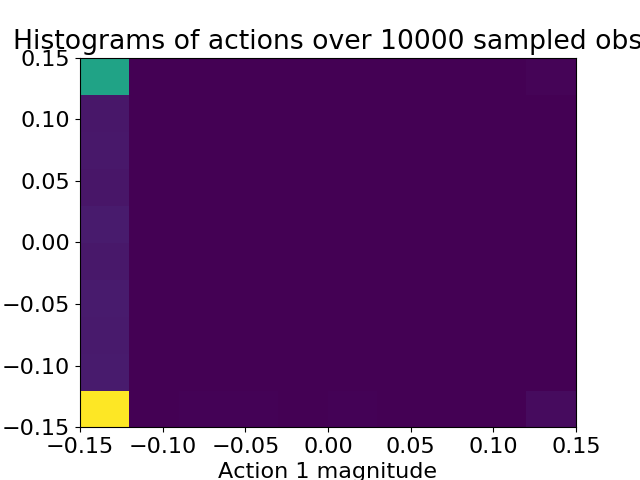 Histograms of actions over 10000 sampled obs
0.15
0.10
0.05
0.00
−0.05
−0.10
−0.15
−0.15 −0.10 −0.05 0.00 0.05 0.10 0.15
Action 1 magnitude